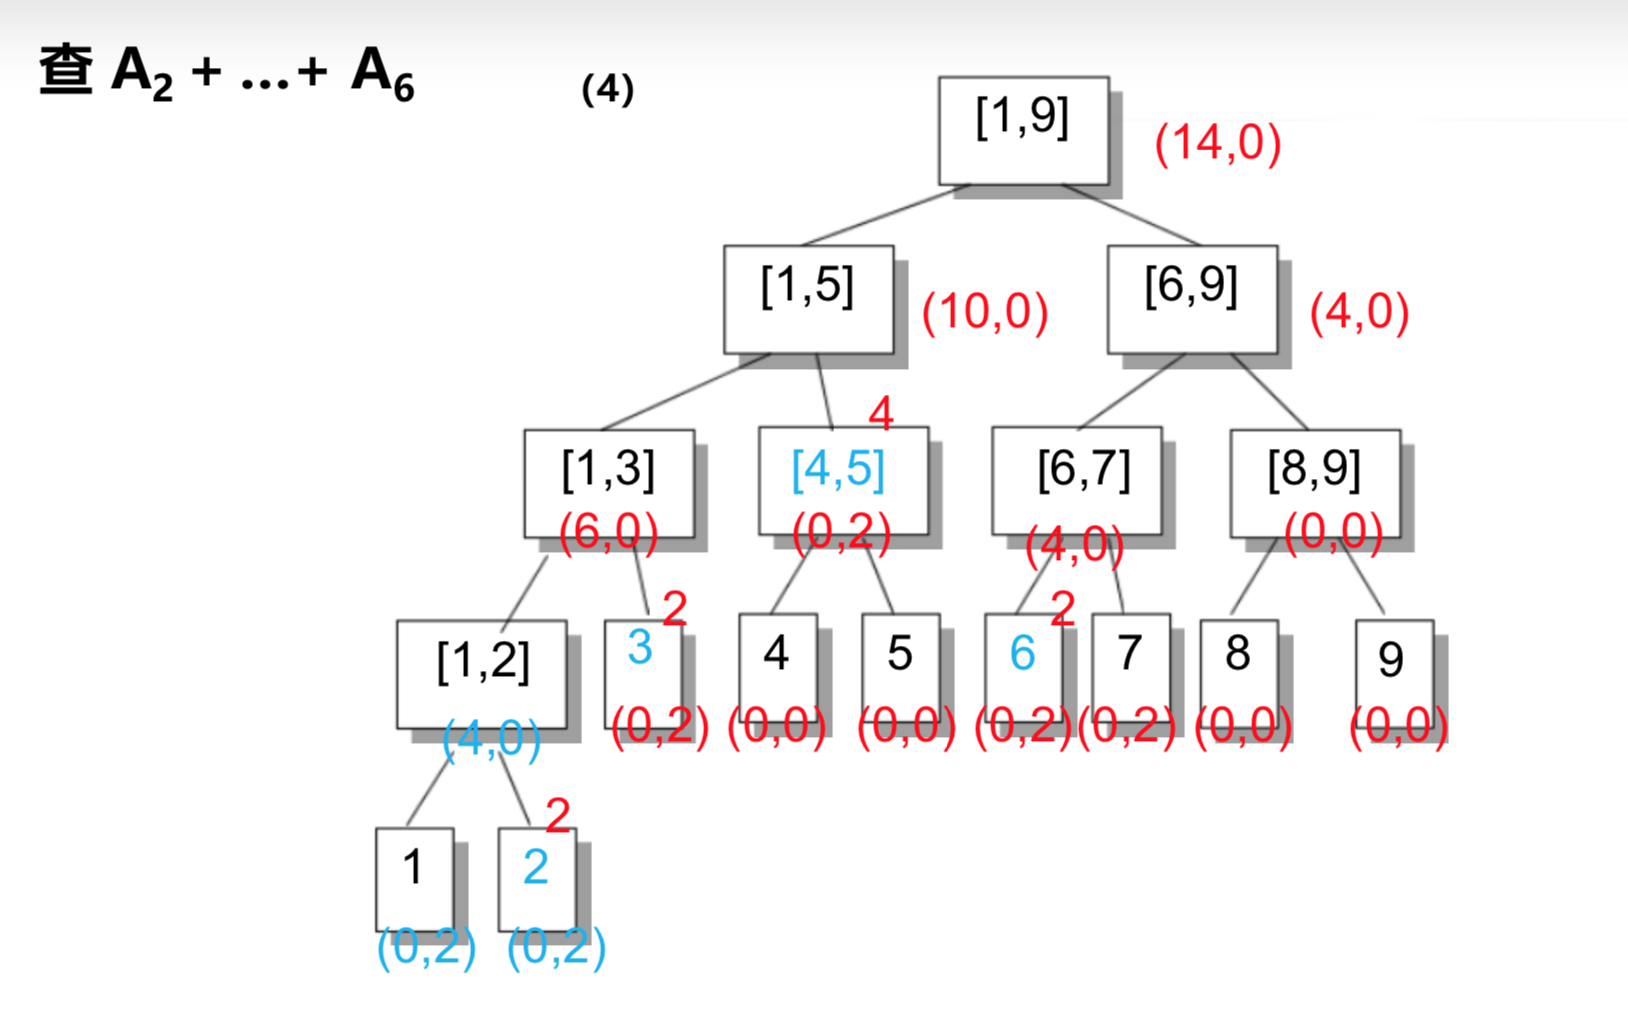 查 A₂ + ...+ A₆ (4)
[1,9] (14,0)
[1,5] (10,0) [6,9] (4,0)
4
[1,3] [4,5] [6,7] [8,9]
(6,0) (0,2) (4,0) (0,0)
2 2
[1,2] 3 4 5 6 7 8 9
(4,0) (0,2) (0,0) (0,0) (0,2) (0,2) (0,0) (0,0)
2
1 2
(0,2) (0,2)